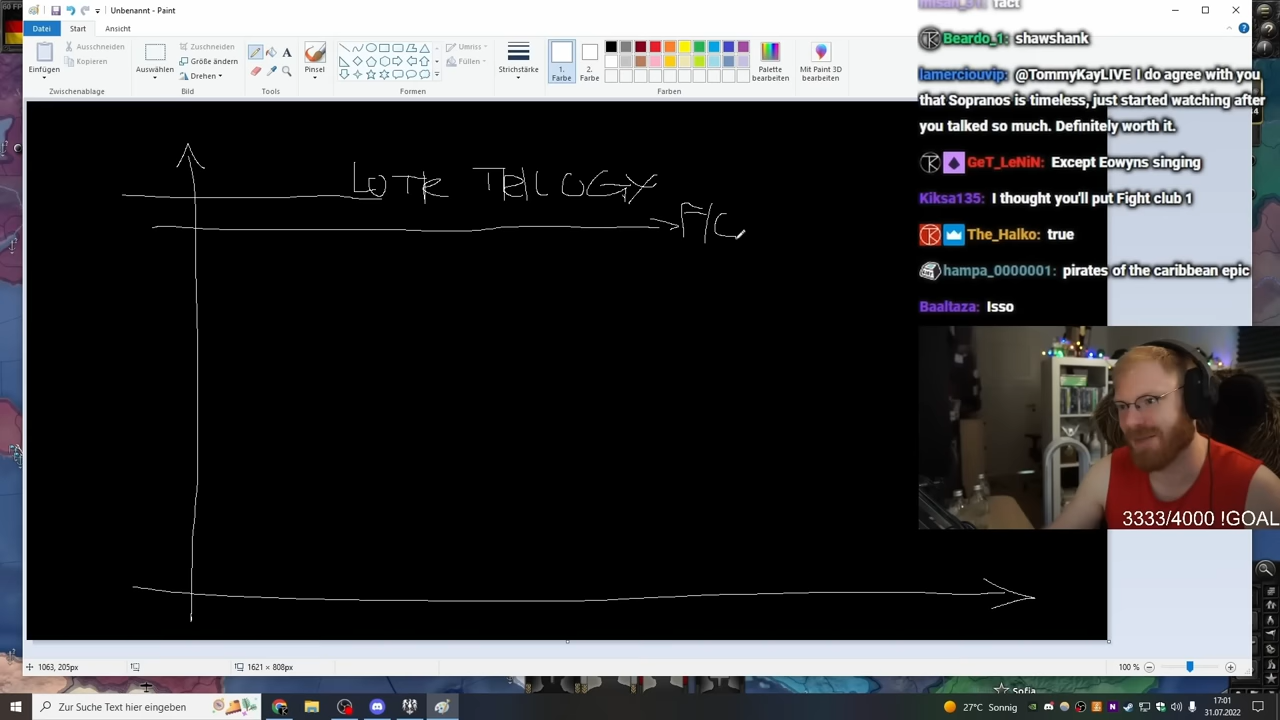 60 FP
Unbenannt - Paint
Datei
Start
Ansicht
Einfügen
Ausschneiden
Kopieren
Zwischenablage
Auswählen
Zuschneiden
Größe ändern
Drehen
Bild
Tools
Pinsel
Umriss
Füllen
Formen
Strichstärke
1.
Farbe
2.
Farbe
Palette
bearbeiten
Mit Paint 3D
bearbeiten
Farben
LOTR TRILOGY
F/C
fact
Beardo_1: shawshank
lamerciouvip: @TommyKayLIVE I do agree with you
that Sopranos is timeless, just started watching after
you talked so much. Definitely worth it.
GeT_LeNiN: Except Eowyns singing
Kiksa135: I thought you'll put Fight club 1
The_Halko: true
hampa_0000001: pirates of the caribbean epic
Baaltaza: Isso
3333/4000 !GOAL
1063, 205px
1621 × 808px
100 %
Sofia
Zur Suche Text hier eingeben
27°C Sonnig
17:01
31.07.2022